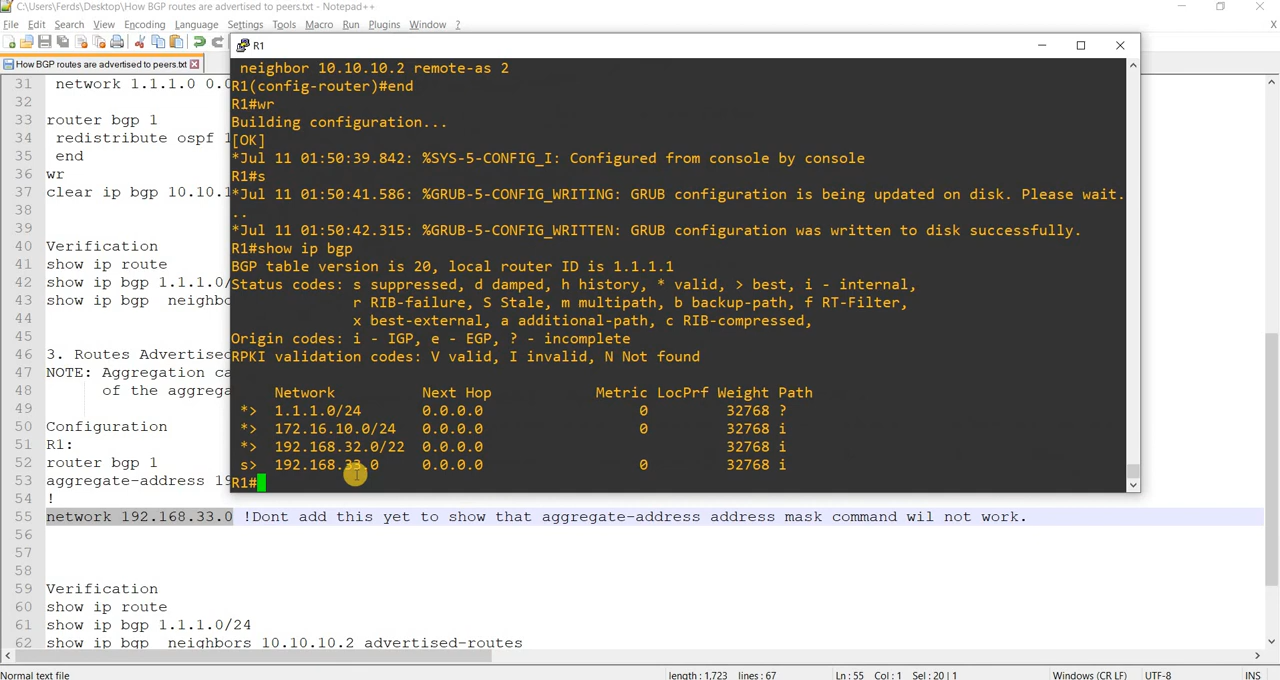 C:\Users\Ferds\Desktop\How BGP routes are advertised to peers.txt - Notepad++
File Edit Search View Encoding Language Settings Tools Macro Run Plugins Window ?
How BGP routes are advertised to peers.txt
R1
neighbor 10.10.10.2 remote-as 2
R1(config-router)#end
R1#wr
Building configuration...
[OK]
*Jul 11 01:50:39.842: %SYS-5-CONFIG_I: Configured from console by console
R1#s
*Jul 11 01:50:41.586: %GRUB-5-CONFIG_WRITING: GRUB configuration is being updated on disk. Please wait.
..
*Jul 11 01:50:42.315: %GRUB-5-CONFIG_WRITTEN: GRUB configuration was written to disk successfully.
R1#show ip bgp
BGP table version is 20, local router ID is 1.1.1.1
Status codes: s suppressed, d damped, h history, * valid, > best, i - internal,
r RIB-failure, S Stale, m multipath, b backup-path, f RT-Filter,
x best-external, a additional-path, c RIB-compressed,
Origin codes: i - IGP, e - EGP, ? - incomplete
RPKI validation codes: V valid, I invalid, N Not found
Network Next Hop Metric LocPrf Weight Path
*> 1.1.1.0/24 0.0.0.0 0 32768 ?
*> 172.16.10.0/24 0.0.0.0 0 32768 i
*> 192.168.32.0/22 0.0.0.0 32768 i
s> 192.168.33.0 0.0.0.0 0 32768 i
R1#
31 network 1.1.1.0 0.0
32
33 router bgp 1
34 redistribute ospf 1
35 end
36 wr
37 clear ip bgp 10.10.1
38
39
40 Verification
41 show ip route
42 show ip bgp 1.1.1.0/
43 show ip bgp neighbo
44
45
46 3. Routes Advertised
47 NOTE: Aggregation ca
48 of the aggrega
49
50 Configuration
51 R1:
52 router bgp 1
53 aggregate-address 19
54 !
55 network 192.168.33.0 !Dont add this yet to show that aggregate-address address mask command wil not work.
56
57
58
59 Verification
60 show ip route
61 show ip bgp 1.1.1.0/24
62 show ip bgp neighbors 10.10.10.2 advertised-routes
Normal text file length : 1,723 lines : 67 Ln : 55 Col : 1 Sel : 20 | 1 Windows (CR LF) UTF-8 INS